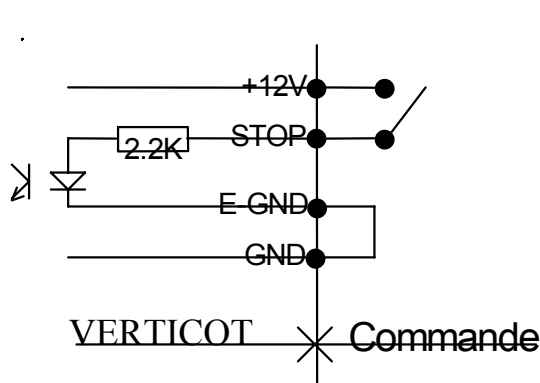 +12V
STOP
2.2K
E-GND
GND
VERTICOT Commande